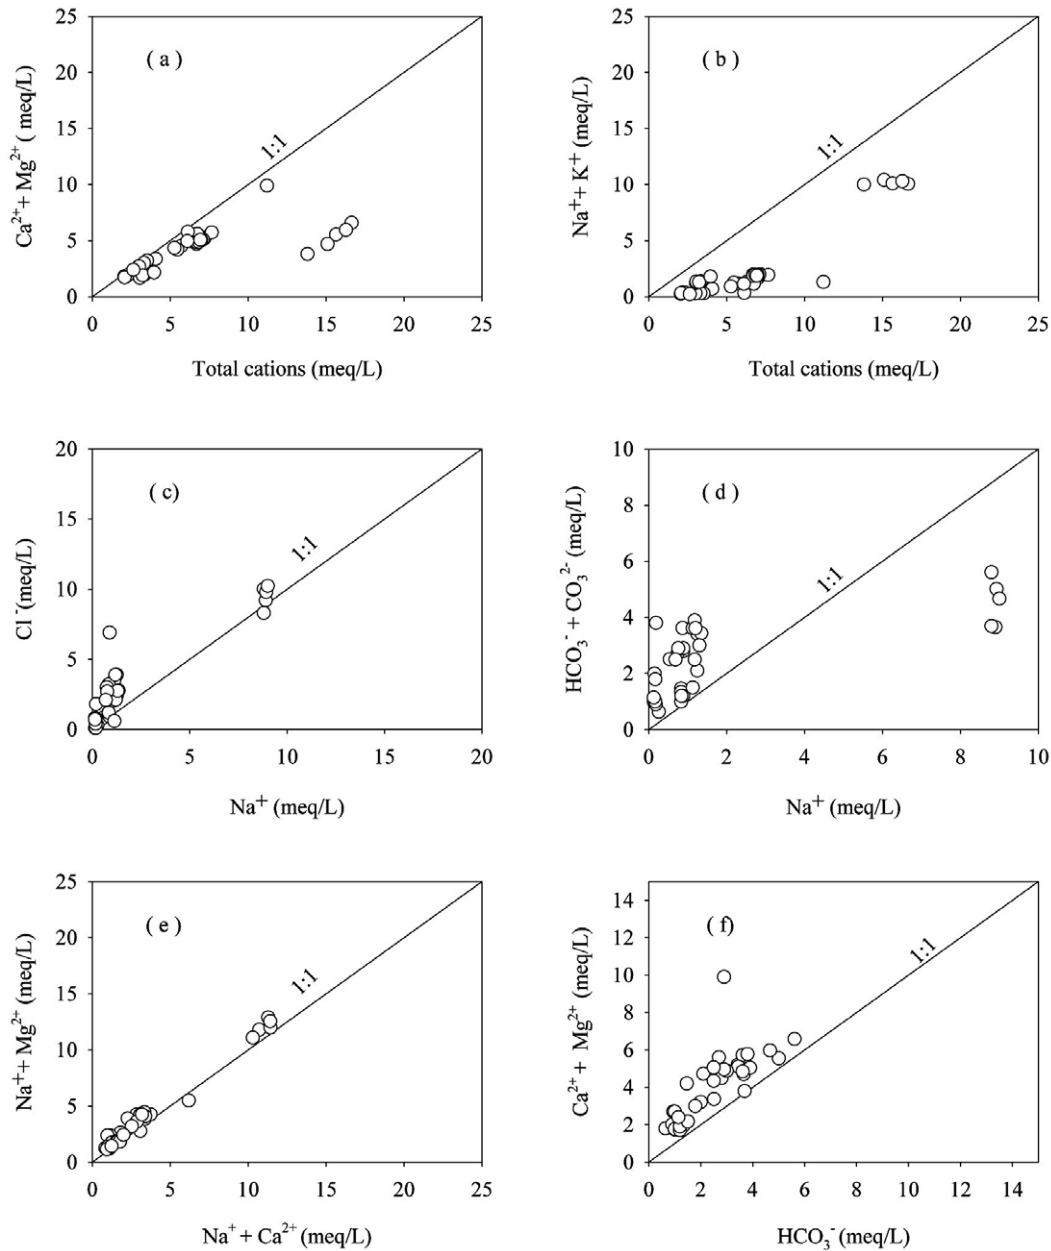 ( a )
1:1
Ca²⁺+ Mg²⁺ ( meq/L)
25
20
15
10
5
0
0 5 10 15 20 25
Total cations (meq/L)
( b )
1:1
Na⁺+ K⁺ (meq/L)
25
20
15
10
5
0
0 5 10 15 20 25
Total cations (meq/L)
( c)
1:1
Cl⁻(meq/L)
20
15
10
5
0
0 5 10 15 20
Na⁺ (meq/L)
( d )
1:1
HCO₃⁻ + CO₃²⁻ (meq/L)
10
8
6
4
2
0
0 2 4 6 8 10
Na⁺ (meq/L)
( e )
1:1
Na⁺+ Mg²⁺ (meq/L)
25
20
15
10
5
0
0 5 10 15 20 25
Na⁺ + Ca²⁺ (meq/L)
( f)
1:1
Ca²⁺ + Mg²⁺ (meq/L)
14
12
10
8
6
4
2
0
0 2 4 6 8 10 12 14
HCO₃⁻ (meq/L)